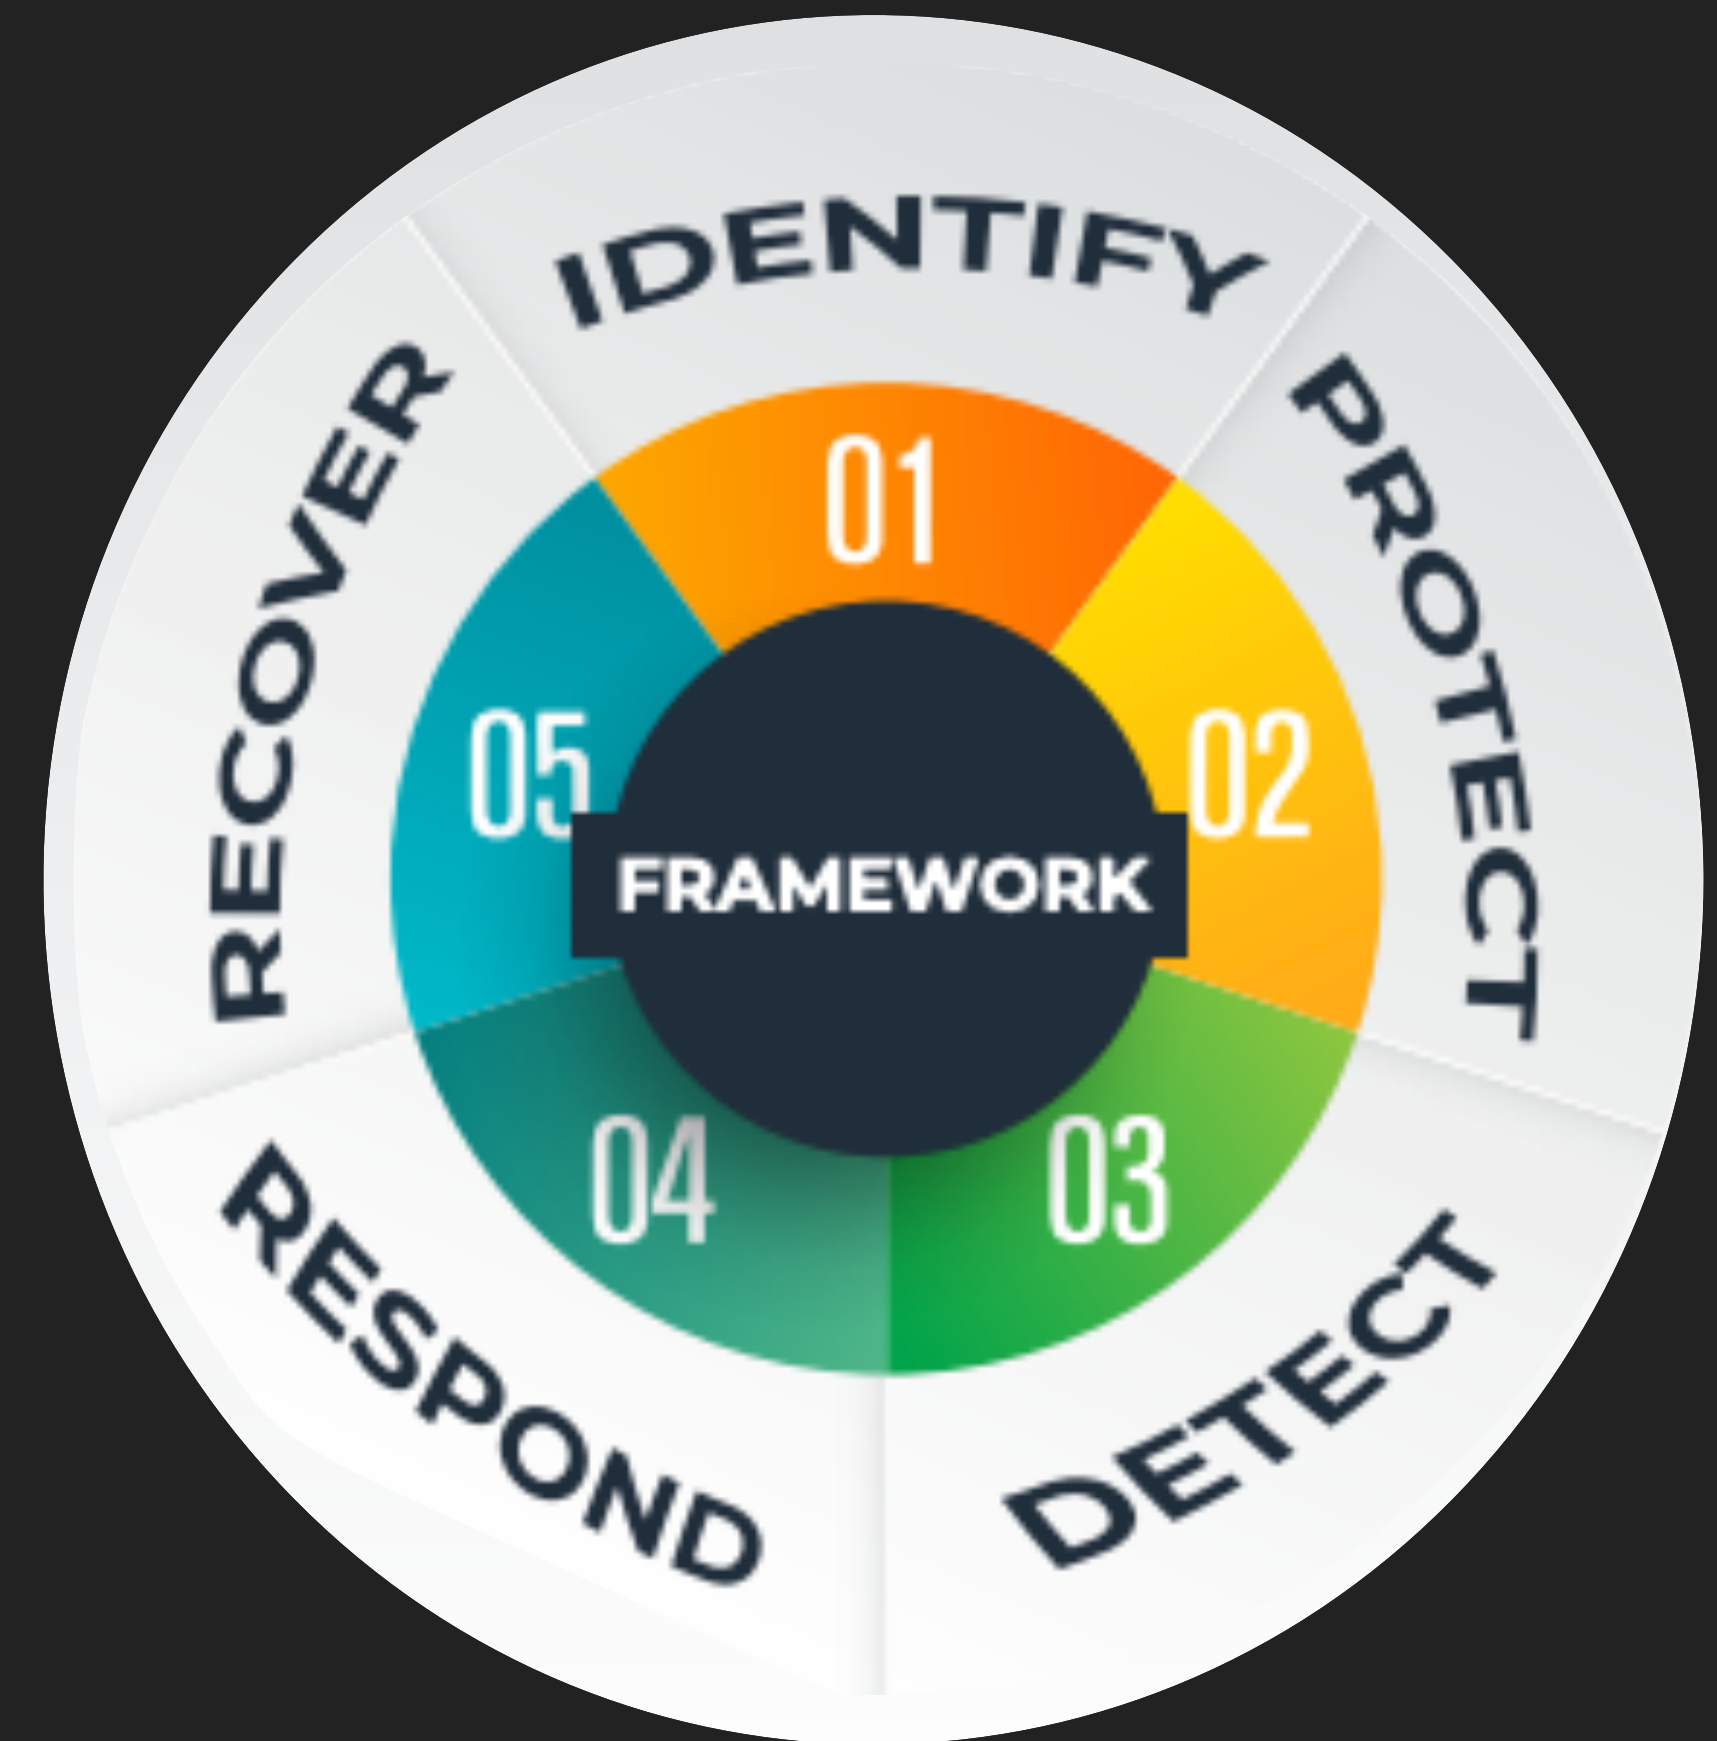 IDENTIFY
01
PROTECT
02
DETECT
03
RESPOND
04
RECOVER
05
FRAMEWORK